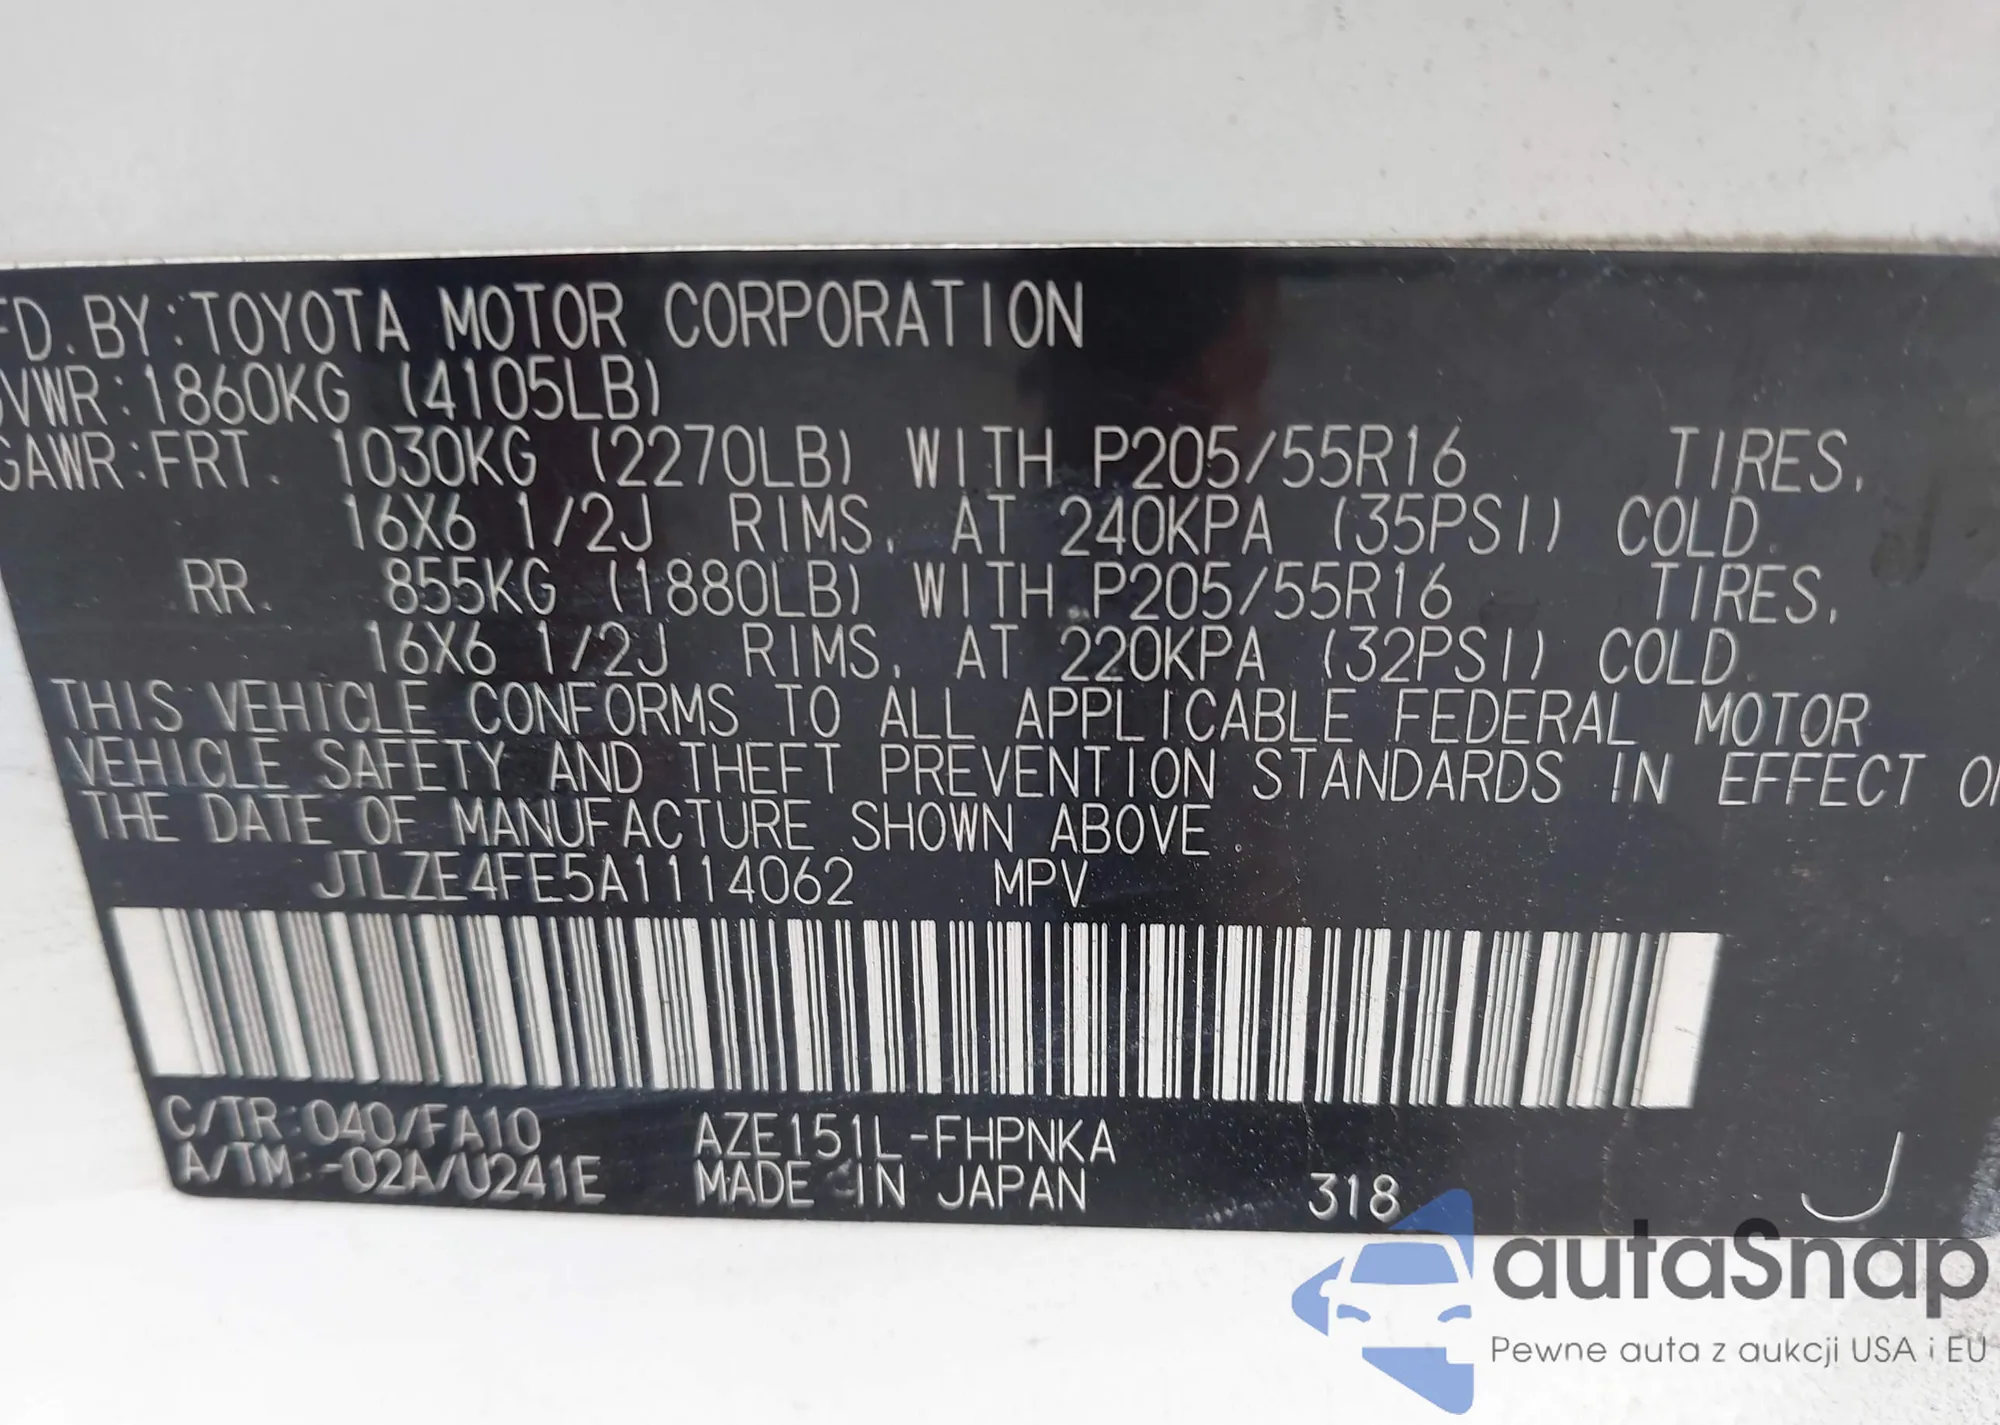 FD. BY:TOYOTA MOTOR CORPORATION
GVWR:1860KG (4105LB)
GAWR:FRT. 1030KG (2270LB) WITH P205/55R16 TIRES,
16X6 1/2J RIMS, AT 240KPA (35PSI) COLD.
RR. 855KG (1880LB) WITH P205/55R16 TIRES,
16X6 1/2J RIMS, AT 220KPA (32PSI) COLD.
THIS VEHICLE CONFORMS TO ALL APPLICABLE FEDERAL MOTOR
VEHICLE SAFETY AND THEFT PREVENTION STANDARDS IN EFFECT ON
THE DATE OF MANUFACTURE SHOWN ABOVE.
JTLZE4FE5A1114062 MPV
C/TR:040/FA10 AZE151L-FHPNKA
A/TM:-02A/U241E MADE IN JAPAN 318 J
autaSnap
Pewne auta z aukcji USA i EU